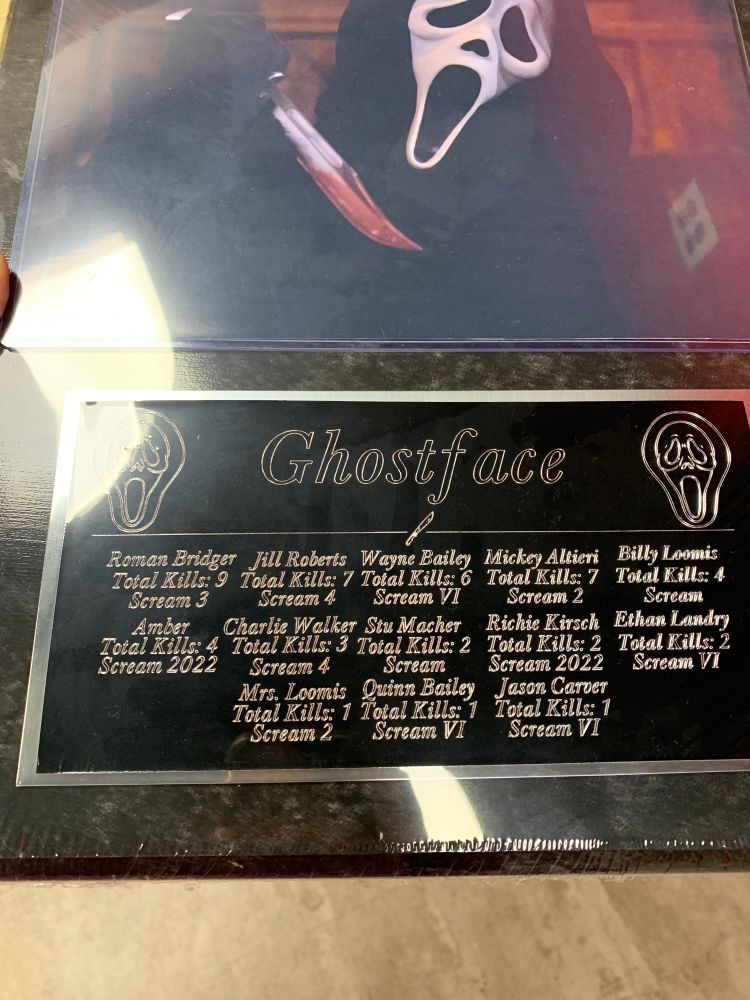 Ghostface
Roman Bridger Jill Roberts Wayne Bailey Mickey Altieri Billy Loomis
Total Kills: 9 Total Kills: 7 Total Kills: 6 Total Kills: 7 Total Kills: 4
Scream 3 Scream 4 Scream VI Scream 2 Scream
Amber Charlie Walker Stu Macher Richie Kirsch Ethan Landry
Total Kills: 4 Total Kills: 3 Total Kills: 2 Total Kills: 2 Total Kills: 2
Scream 2022 Scream 4 Scream Scream 2022 Scream VI
Mrs. Loomis Quinn Bailey Jason Carver
Total Kills: 1 Total Kills: 1 Total Kills: 1
Scream 2 Scream VI Scream VI